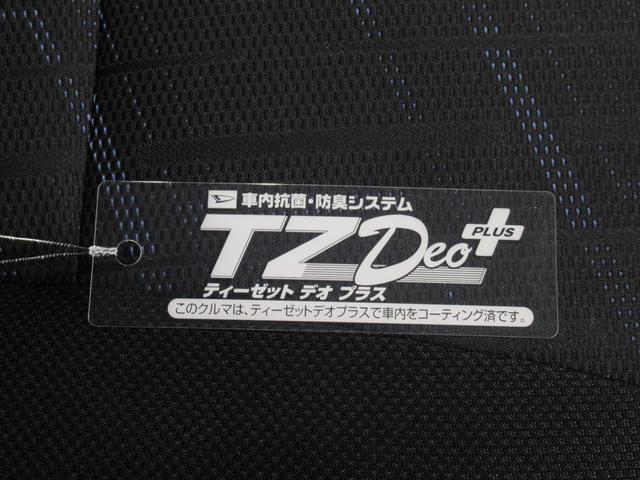 車内抗菌・防臭システム
TZ Deo PLUS
ティーゼット デオ プラス
このクルマは、ティーゼットデオプラスで車内をコーティング済です。